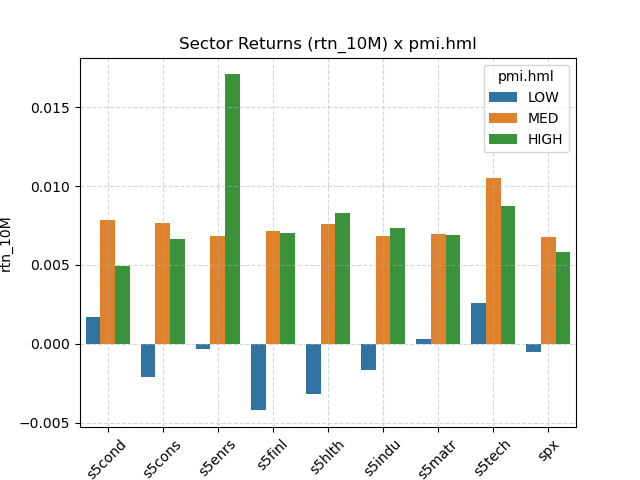 Sector Returns (rtn_10M) x pmi.hml
pmi.hml
LOW
MED
HIGH
0.015
0.010
0.005
0.000
−0.005
rtn_10M
s5cond
s5cons
s5enrs
s5finl
s5hlth
s5indu
s5matr
s5tech
spx